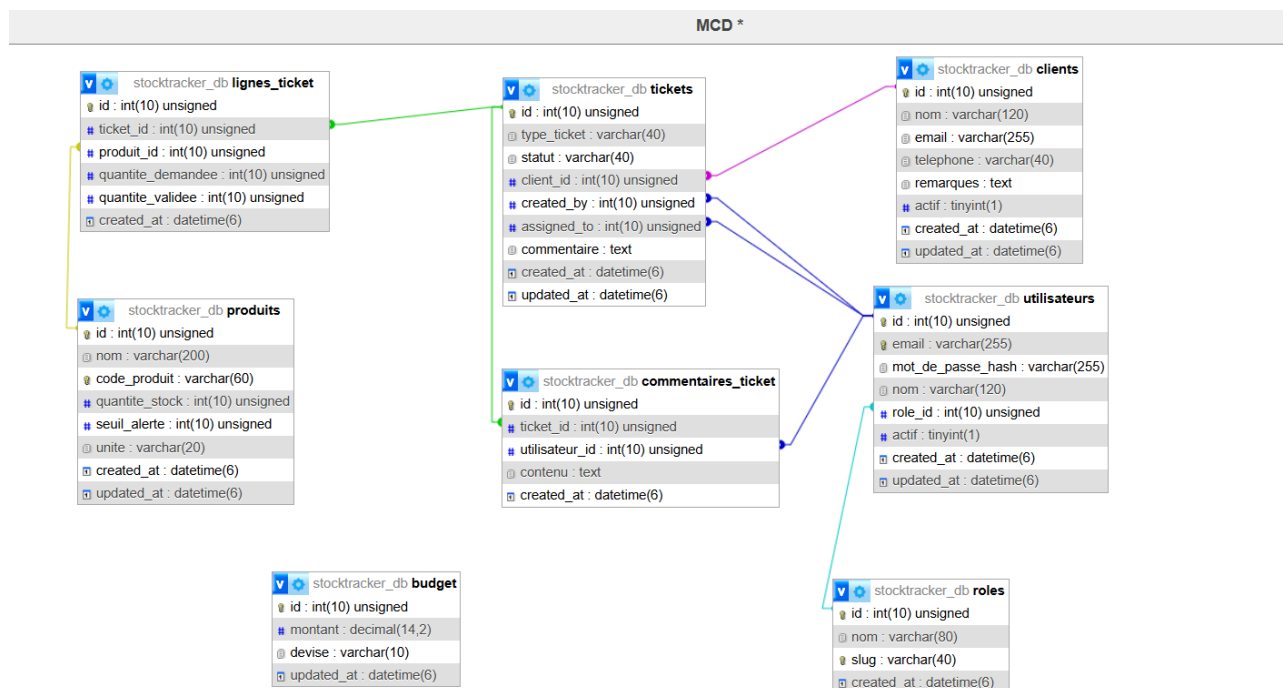 MCD *
stocktracker_db lignes_ticket
id : int(10) unsigned
ticket_id : int(10) unsigned
produit_id : int(10) unsigned
quantite_demandee : int(10) unsigned
quantite_validee : int(10) unsigned
created_at : datetime(6)
stocktracker_db tickets
id : int(10) unsigned
type_ticket : varchar(40)
statut : varchar(40)
client_id : int(10) unsigned
created_by : int(10) unsigned
assigned_to : int(10) unsigned
commentaire : text
created_at : datetime(6)
updated_at : datetime(6)
stocktracker_db clients
id : int(10) unsigned
nom : varchar(120)
email : varchar(255)
telephone : varchar(40)
remarques : text
actif : tinyint(1)
created_at : datetime(6)
updated_at : datetime(6)
stocktracker_db produits
id : int(10) unsigned
nom : varchar(200)
code_produit : varchar(60)
quantite_stock : int(10) unsigned
seuil_alerte : int(10) unsigned
unite : varchar(20)
created_at : datetime(6)
updated_at : datetime(6)
stocktracker_db commentaires_ticket
id : int(10) unsigned
ticket_id : int(10) unsigned
utilisateur_id : int(10) unsigned
contenu : text
created_at : datetime(6)
stocktracker_db utilisateurs
id : int(10) unsigned
email : varchar(255)
mot_de_passe_hash : varchar(255)
nom : varchar(120)
role_id : int(10) unsigned
actif : tinyint(1)
created_at : datetime(6)
updated_at : datetime(6)
stocktracker_db budget
id : int(10) unsigned
montant : decimal(14,2)
devise : varchar(10)
updated_at : datetime(6)
stocktracker_db roles
id : int(10) unsigned
nom : varchar(80)
slug : varchar(40)
created_at : datetime(6)